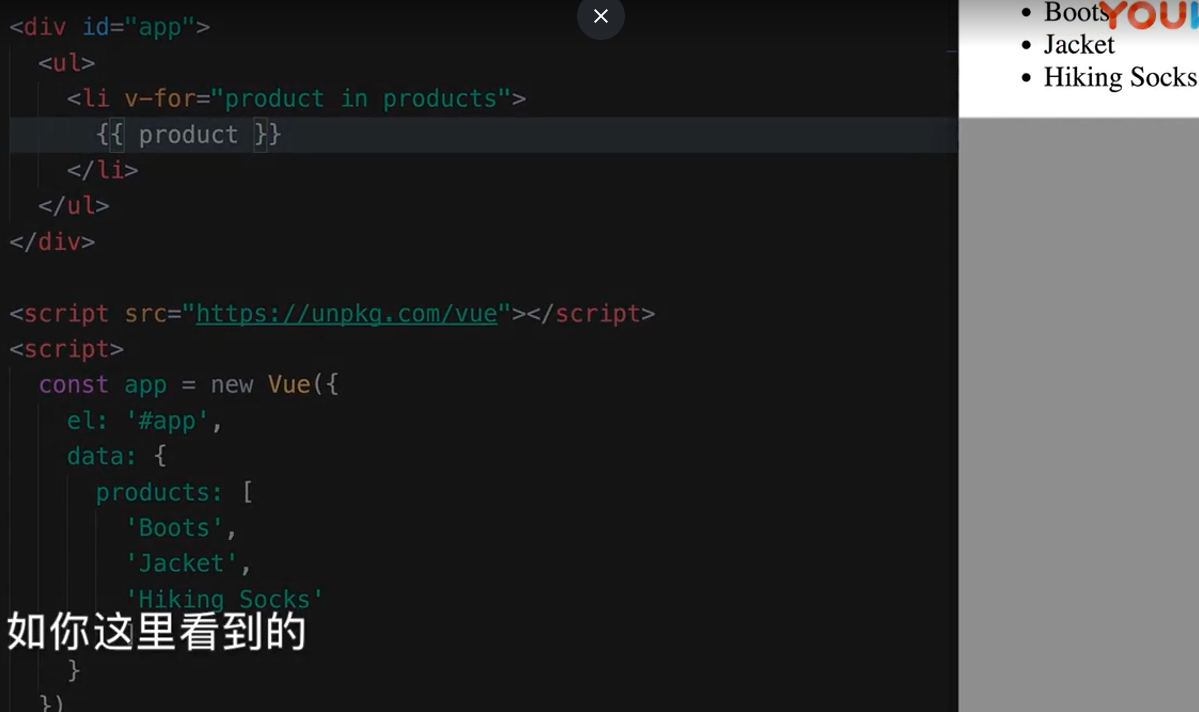 <div id="app">
<ul>
<li v-for="product in products">
{{ product }}
</li>
</ul>
</div>
<script src="https://unpkg.com/vue"></script>
<script>
const app = new Vue({
el: '#app',
data: {
products: [
'Boots',
'Jacket',
'Hiking Socks'
]
}
})
如你这里看到的
• Boots
• Jacket
• Hiking Socks